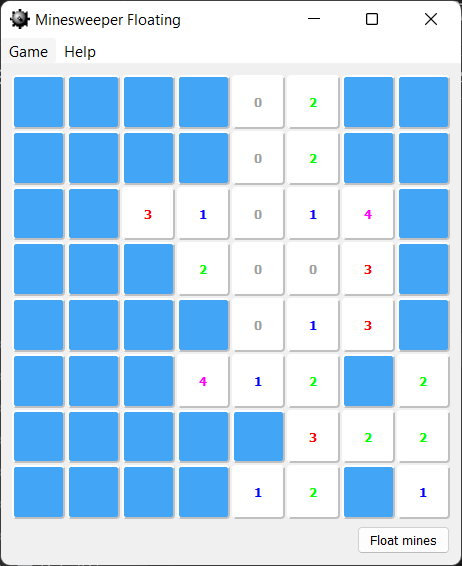 Minesweeper Floating
Game Help
0 2
0 2
3 1 0 1 4
2 0 0 3
0 1 3
4 1 2 2
3 2 2
1 2 1
Float mines